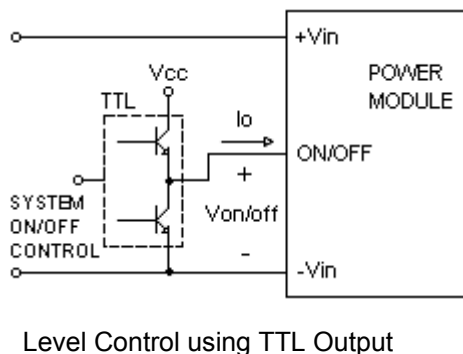 +Vin
Vcc
POWER
MODULE
TTL
Io
ON/OFF
+
SYSTEM
ON/OFF
CONTROL
Von/off
-
-Vin
Level Control using TTL Output